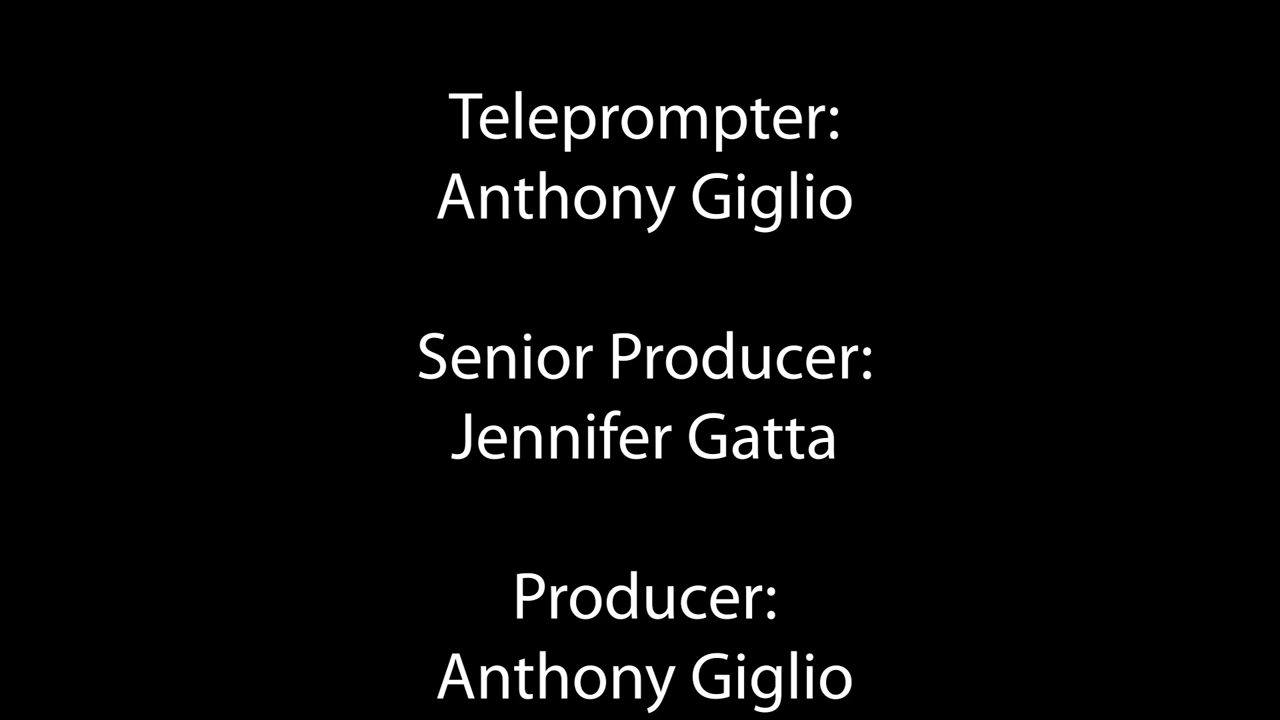 Teleprompter:
Anthony Giglio
Senior Producer:
Jennifer Gatta
Producer:
Anthony Giglio